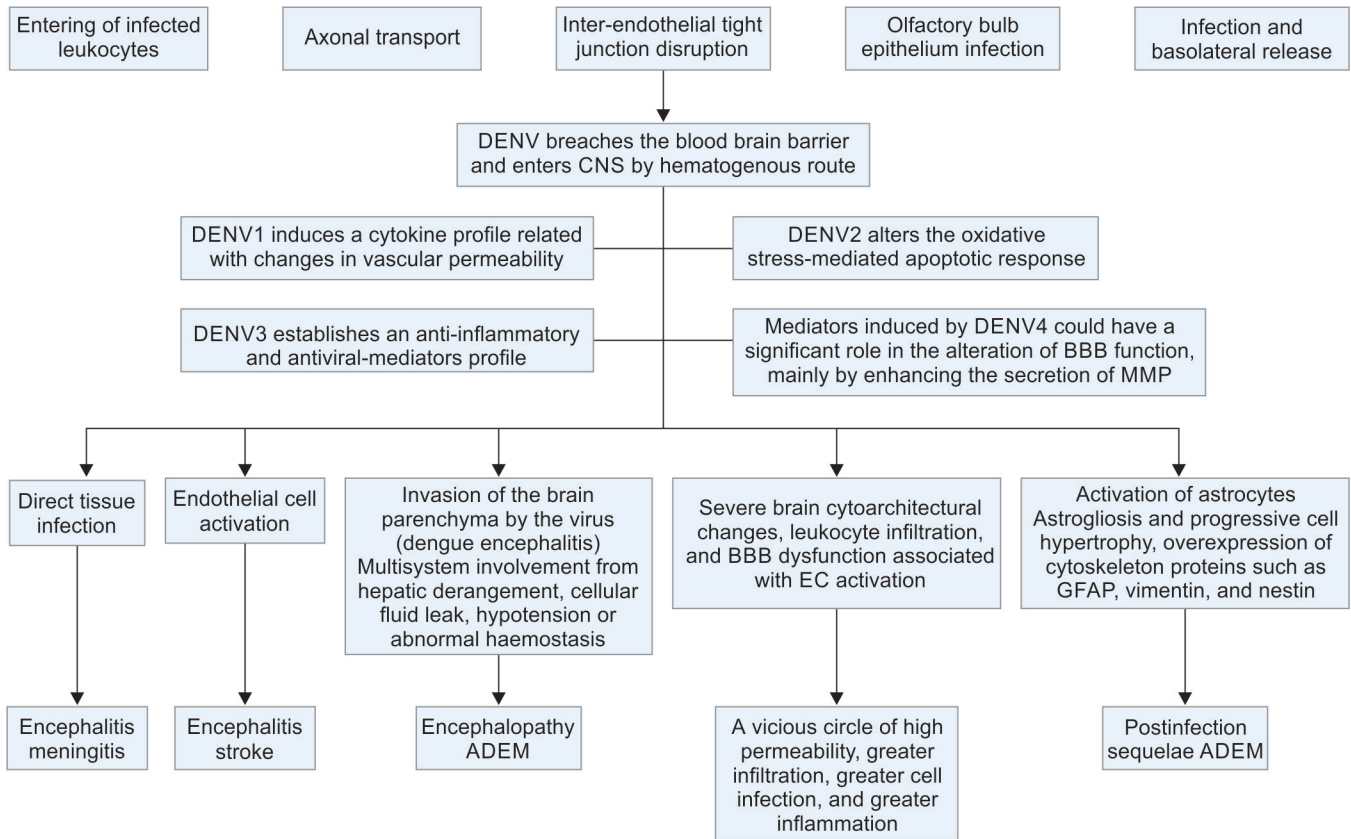 Entering of infected
leukocytes
Axonal transport
Inter-endothelial tight
junction disruption
Olfactory bulb
epithelium infection
Infection and
basolateral release
DENV breaches the blood brain barrier
and enters CNS by hematogenous route
DENV1 induces a cytokine profile related
with changes in vascular permeability
DENV2 alters the oxidative
stress-mediated apoptotic response
DENV3 establishes an anti-inflammatory
and antiviral-mediators profile
Mediators induced by DENV4 could have a
significant role in the alteration of BBB function,
mainly by enhancing the secretion of MMP
Direct tissue
infection
Endothelial cell
activation
Invasion of the brain
parenchyma by the virus
(dengue encephalitis)
Multisystem involvement from
hepatic derangement, cellular
fluid leak, hypotension or
abnormal haemostasis
Severe brain cytoarchitectural
changes, leukocyte infiltration,
and BBB dysfunction associated
with EC activation
Activation of astrocytes
Astrogliosis and progressive cell
hypertrophy, overexpression of
cytoskeleton proteins such as
GFAP, vimentin, and nestin
Encephalitis
meningitis
Encephalitis
stroke
Encephalopathy
ADEM
A vicious circle of high
permeability, greater
infiltration, greater cell
infection, and greater
inflammation
Postinfection
sequelae ADEM